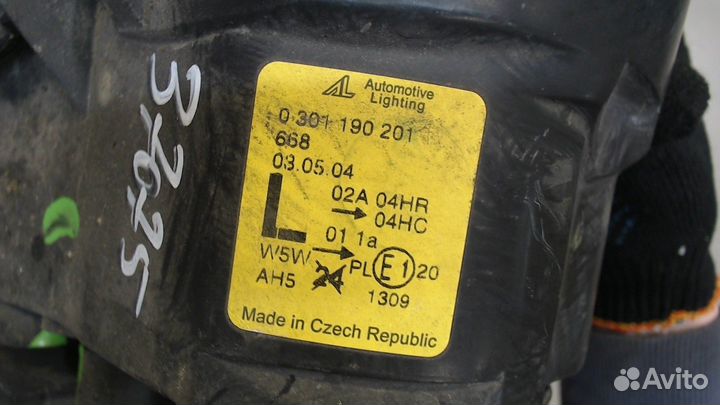 Automotive
Lighting
0 301 190 201
668
03.05.04
L
02A 04HR
04HC
01 1a
W5W
PL E1 20
AH5 24
1309
Made in Czech Republic
Avito